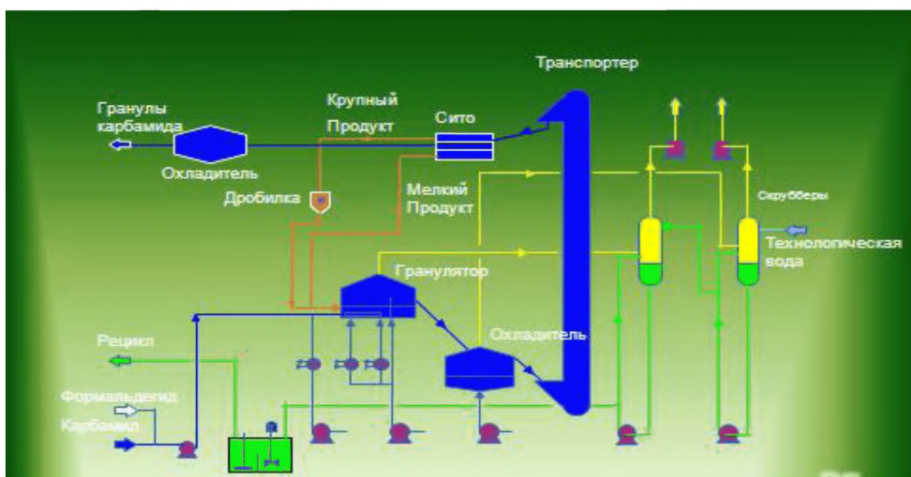 Транспортер
Крупный
Продукт
Сито
Гранулы
карбамида
Охладитель
Дробилка
Мелкий
Продукт
Скрубберы
Технологическая
вода
Гранулятор
Охладитель
Рецикл
Формальдегид
Карбамид